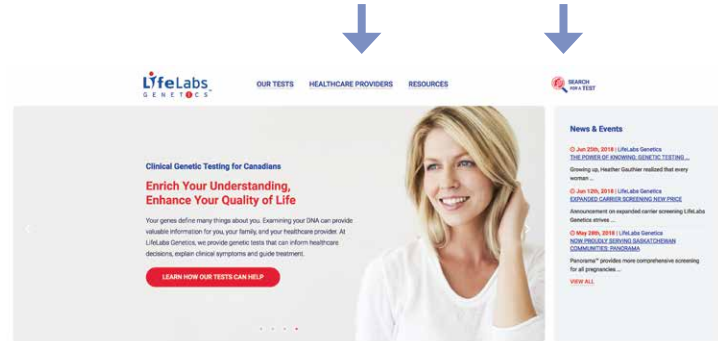 LifeLabs
GENETICS
OUR TESTS HEALTHCARE PROVIDERS RESOURCES
SEARCH
FOR A TEST
Clinical Genetic Testing for Canadians
Enrich Your Understanding,
Enhance Your Quality of Life
Your genes define many things about you. Examining your DNA can provide
valuable information for you, your family, and your healthcare provider. At
LifeLabs Genetics, we provide genetic tests that can inform healthcare
decisions, explain clinical symptoms and guide treatment.
LEARN HOW OUR TESTS CAN HELP
News & Events
Jun 25th, 2018 | LifeLabs Genetics
THE POWER OF KNOWING: GENETIC TESTING ...
Growing up, Heather Gauthier realized that every
woman ...
Jun 12th, 2018 | LifeLabs Genetics
EXPANDED CARRIER SCREENING NEW PRICE
Announcement on expanded carrier screening LifeLabs
Genetics strives ...
May 28th, 2018 | LifeLabs Genetics
NOW PROUDLY SERVING SASKATCHEWAN
COMMUNITIES: PANORAMA
Panorama™ provides more comprehensive screening
for all pregnancies ...
VIEW ALL